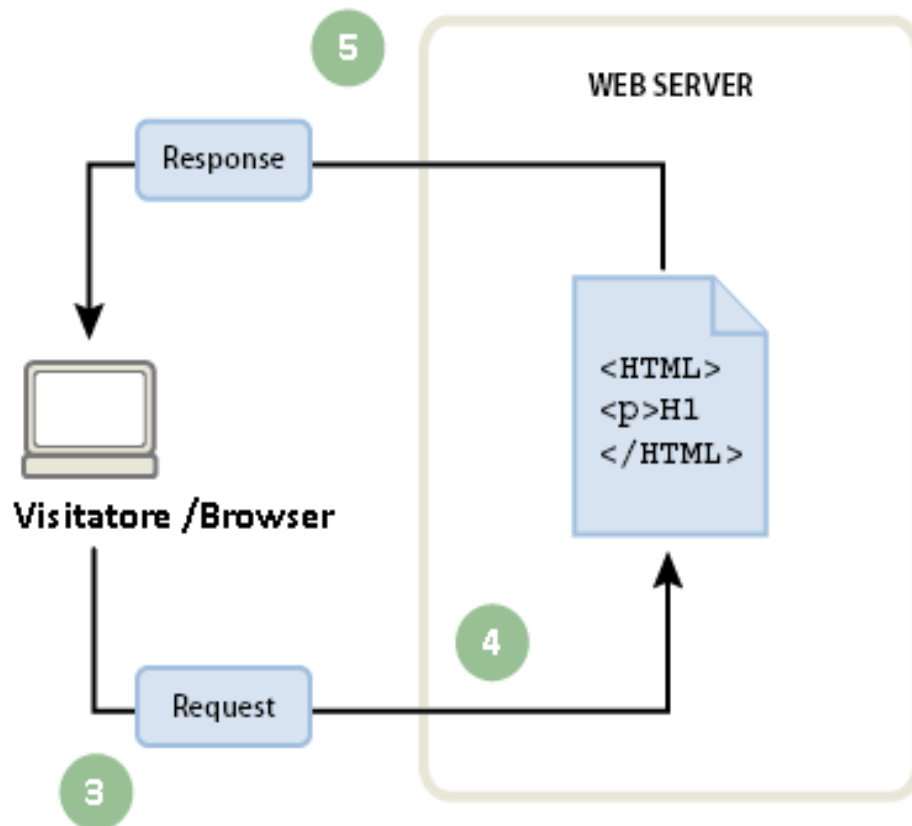 5
WEB SERVER
Response
<HTML>
<p>H1
</HTML>
Visitatore /Browser
4
Request
3